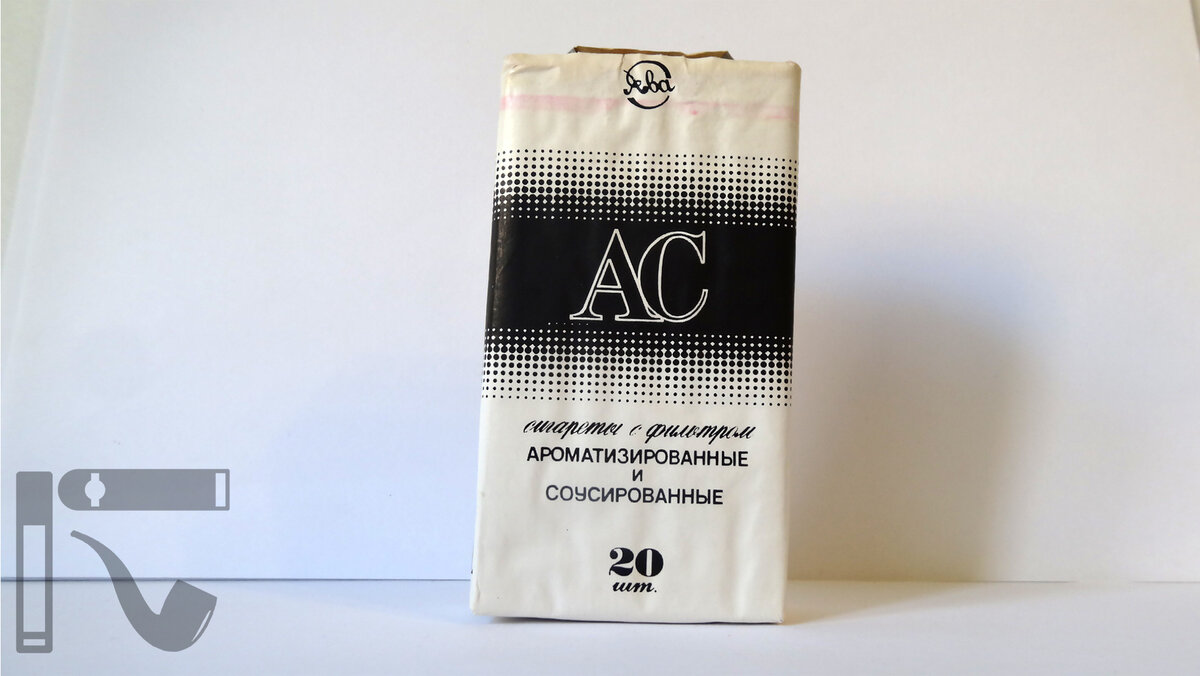 Ява
АС
сигареты с фильтром
АРОМАТИЗИРОВАННЫЕ
И
СОУСИРОВАННЫЕ
20
шт.